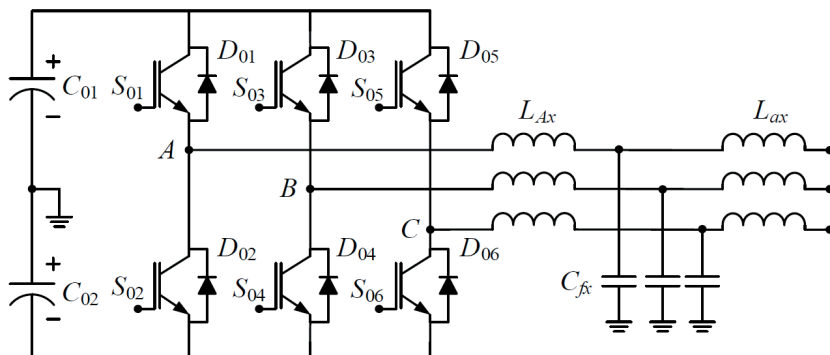 D01 D03 D05
+
C01 S01 S03 S05
−
LAx Lax
A
B
C
D02 D04 D06
+
C02 S02 S04 S06 Cfx
−